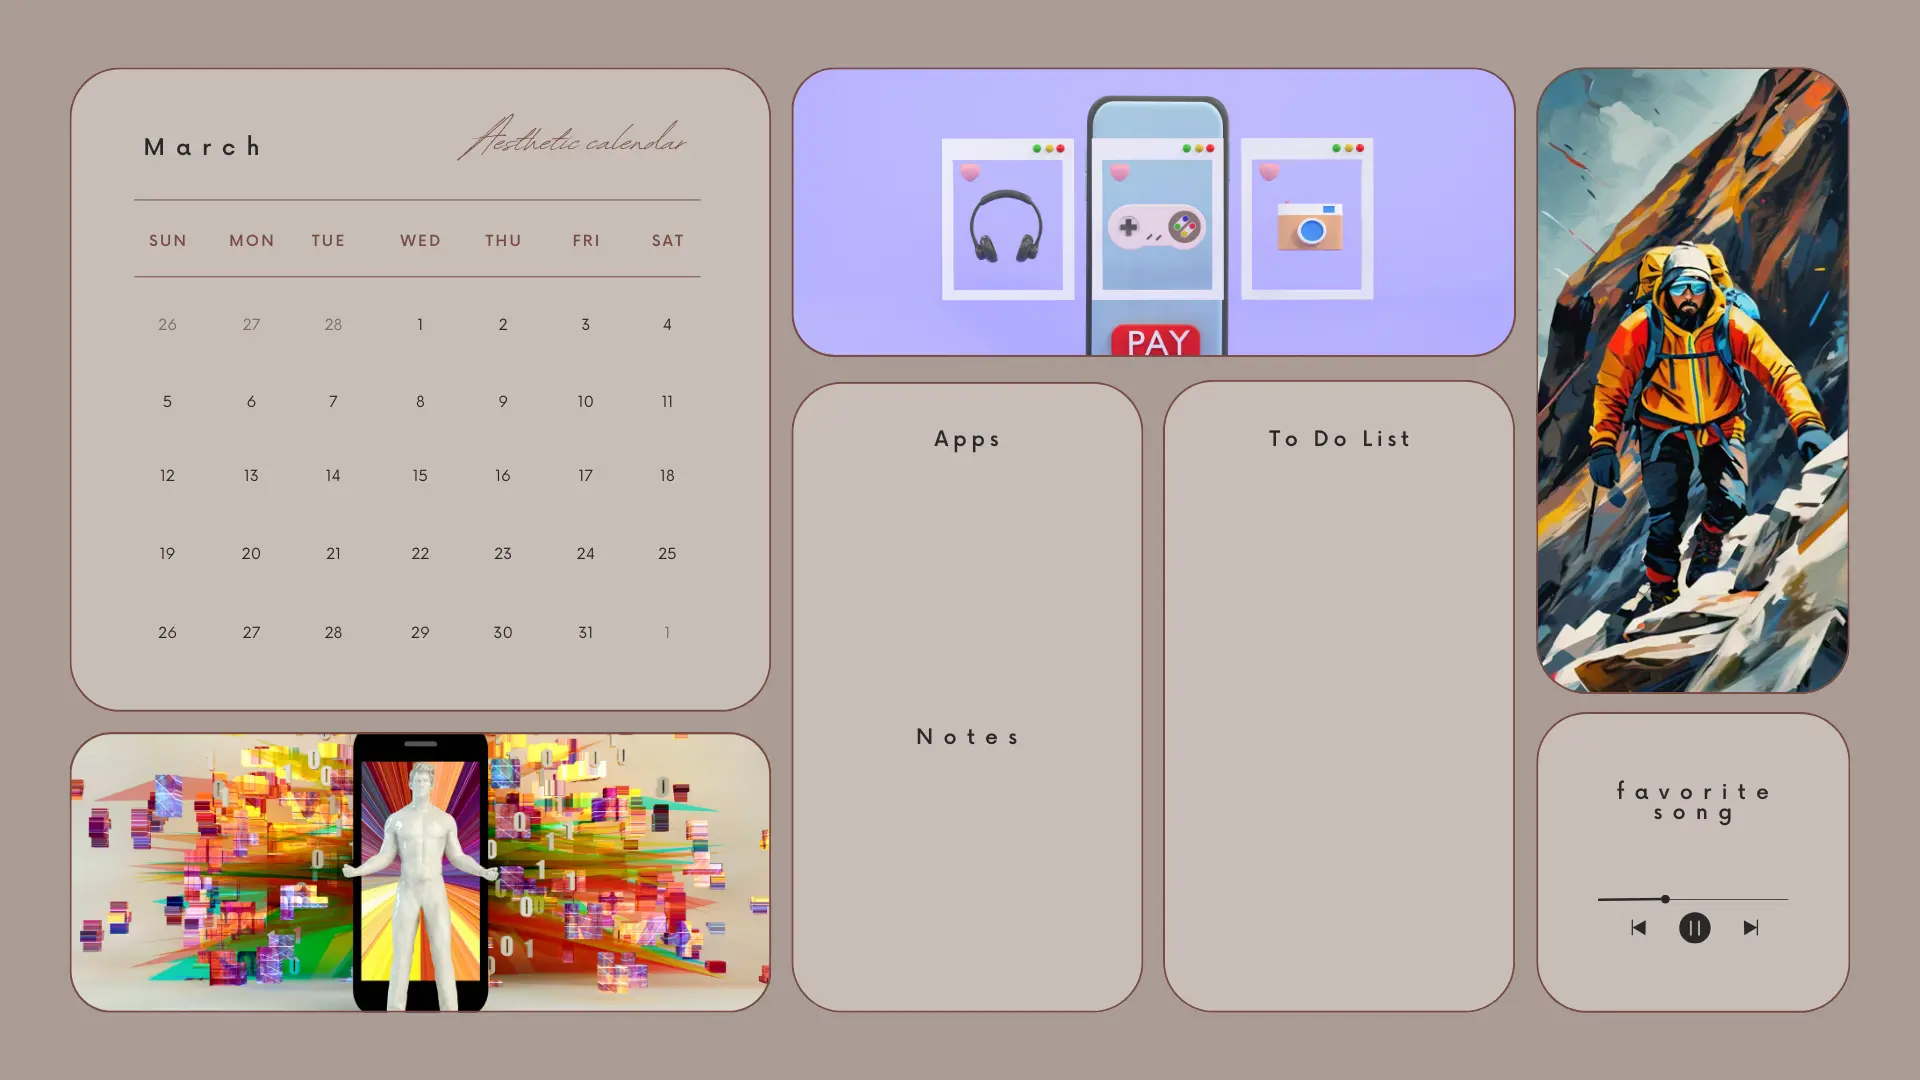 March
Aesthetic calendar
SUN MON TUE WED THU FRI SAT
26 27 28 1 2 3 4
5 6 7 8 9 10 11
12 13 14 15 16 17 18
19 20 21 22 23 24 25
26 27 28 29 30 31 1
PAY
Apps
To Do List
Notes
favorite
song